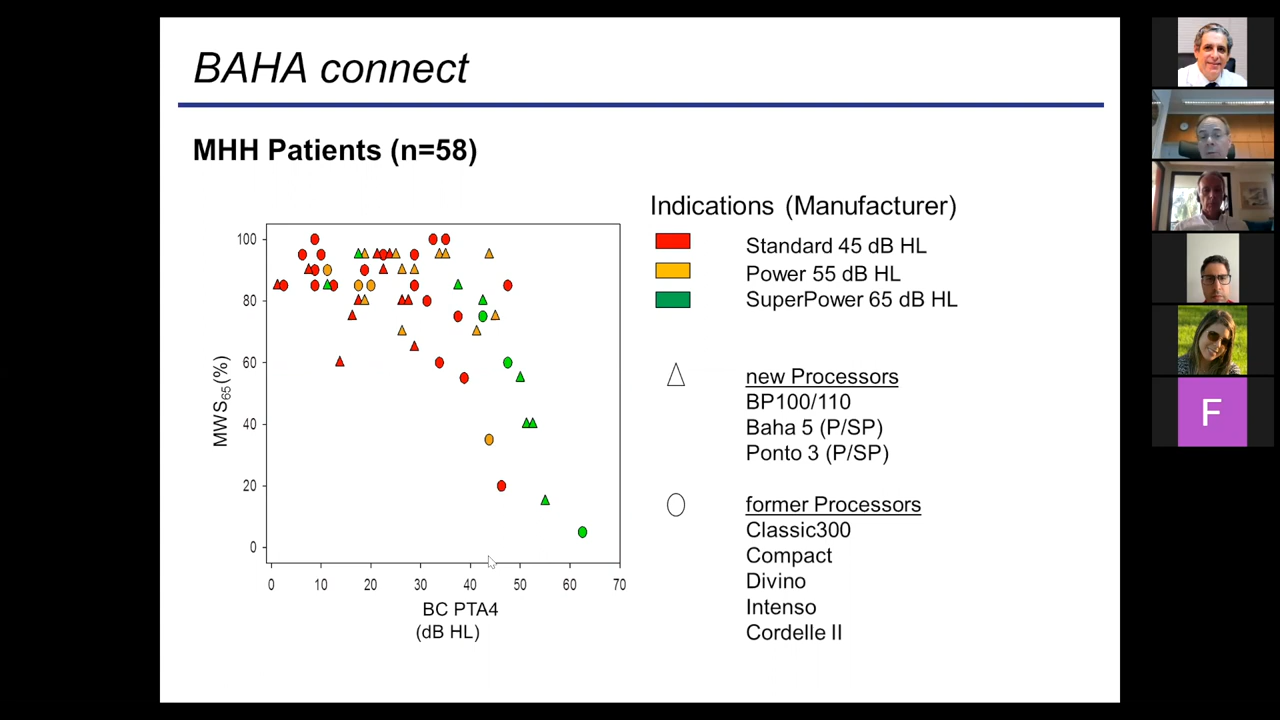 BAHA connect
MHH Patients (n=58)
Indications (Manufacturer)
Standard 45 dB HL
Power 55 dB HL
SuperPower 65 dB HL
new Processors
BP100/110
Baha 5 (P/SP)
Ponto 3 (P/SP)
former Processors
Classic300
Compact
Divino
Intenso
Cordelle II
MWS65(%)
100
80
60
40
20
0
0 10 20 30 40 50 60 70
BC PTA4
(dB HL)
F